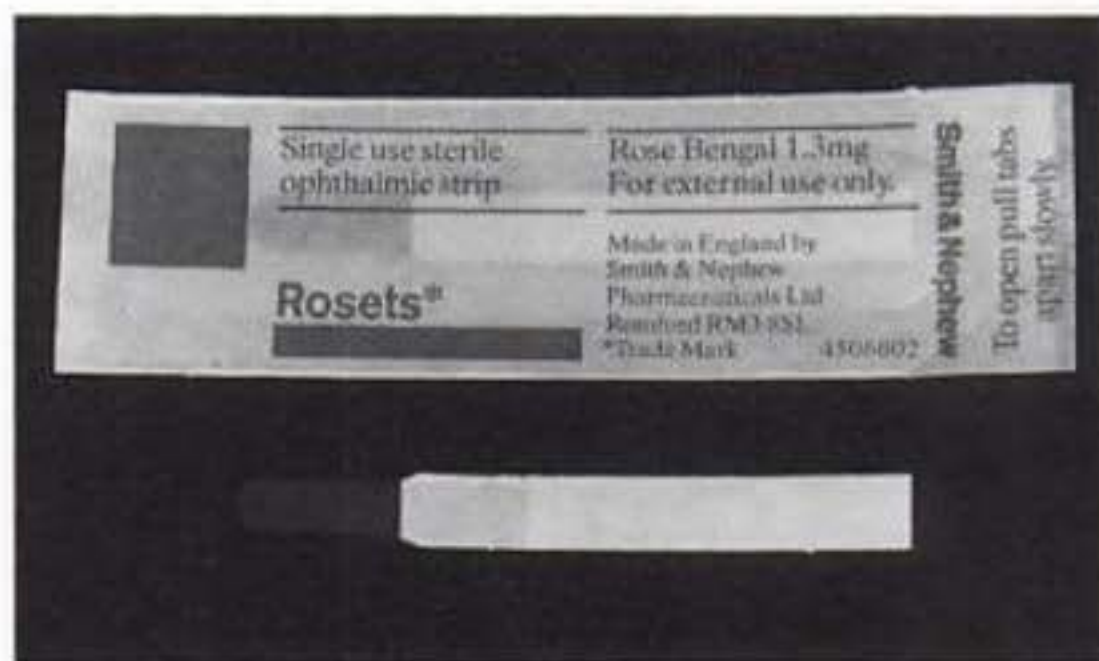 Single use sterile
ophthalmic strip
Rosets*
Rose Bengal 1.3mg
For external use only.
Made in England by
Smith & Nephew
Pharmaceuticals Ltd
Romford RM3 8SL
*Trade Mark 4506602
Smith & Nephew
To open pull tabs
apart slowly